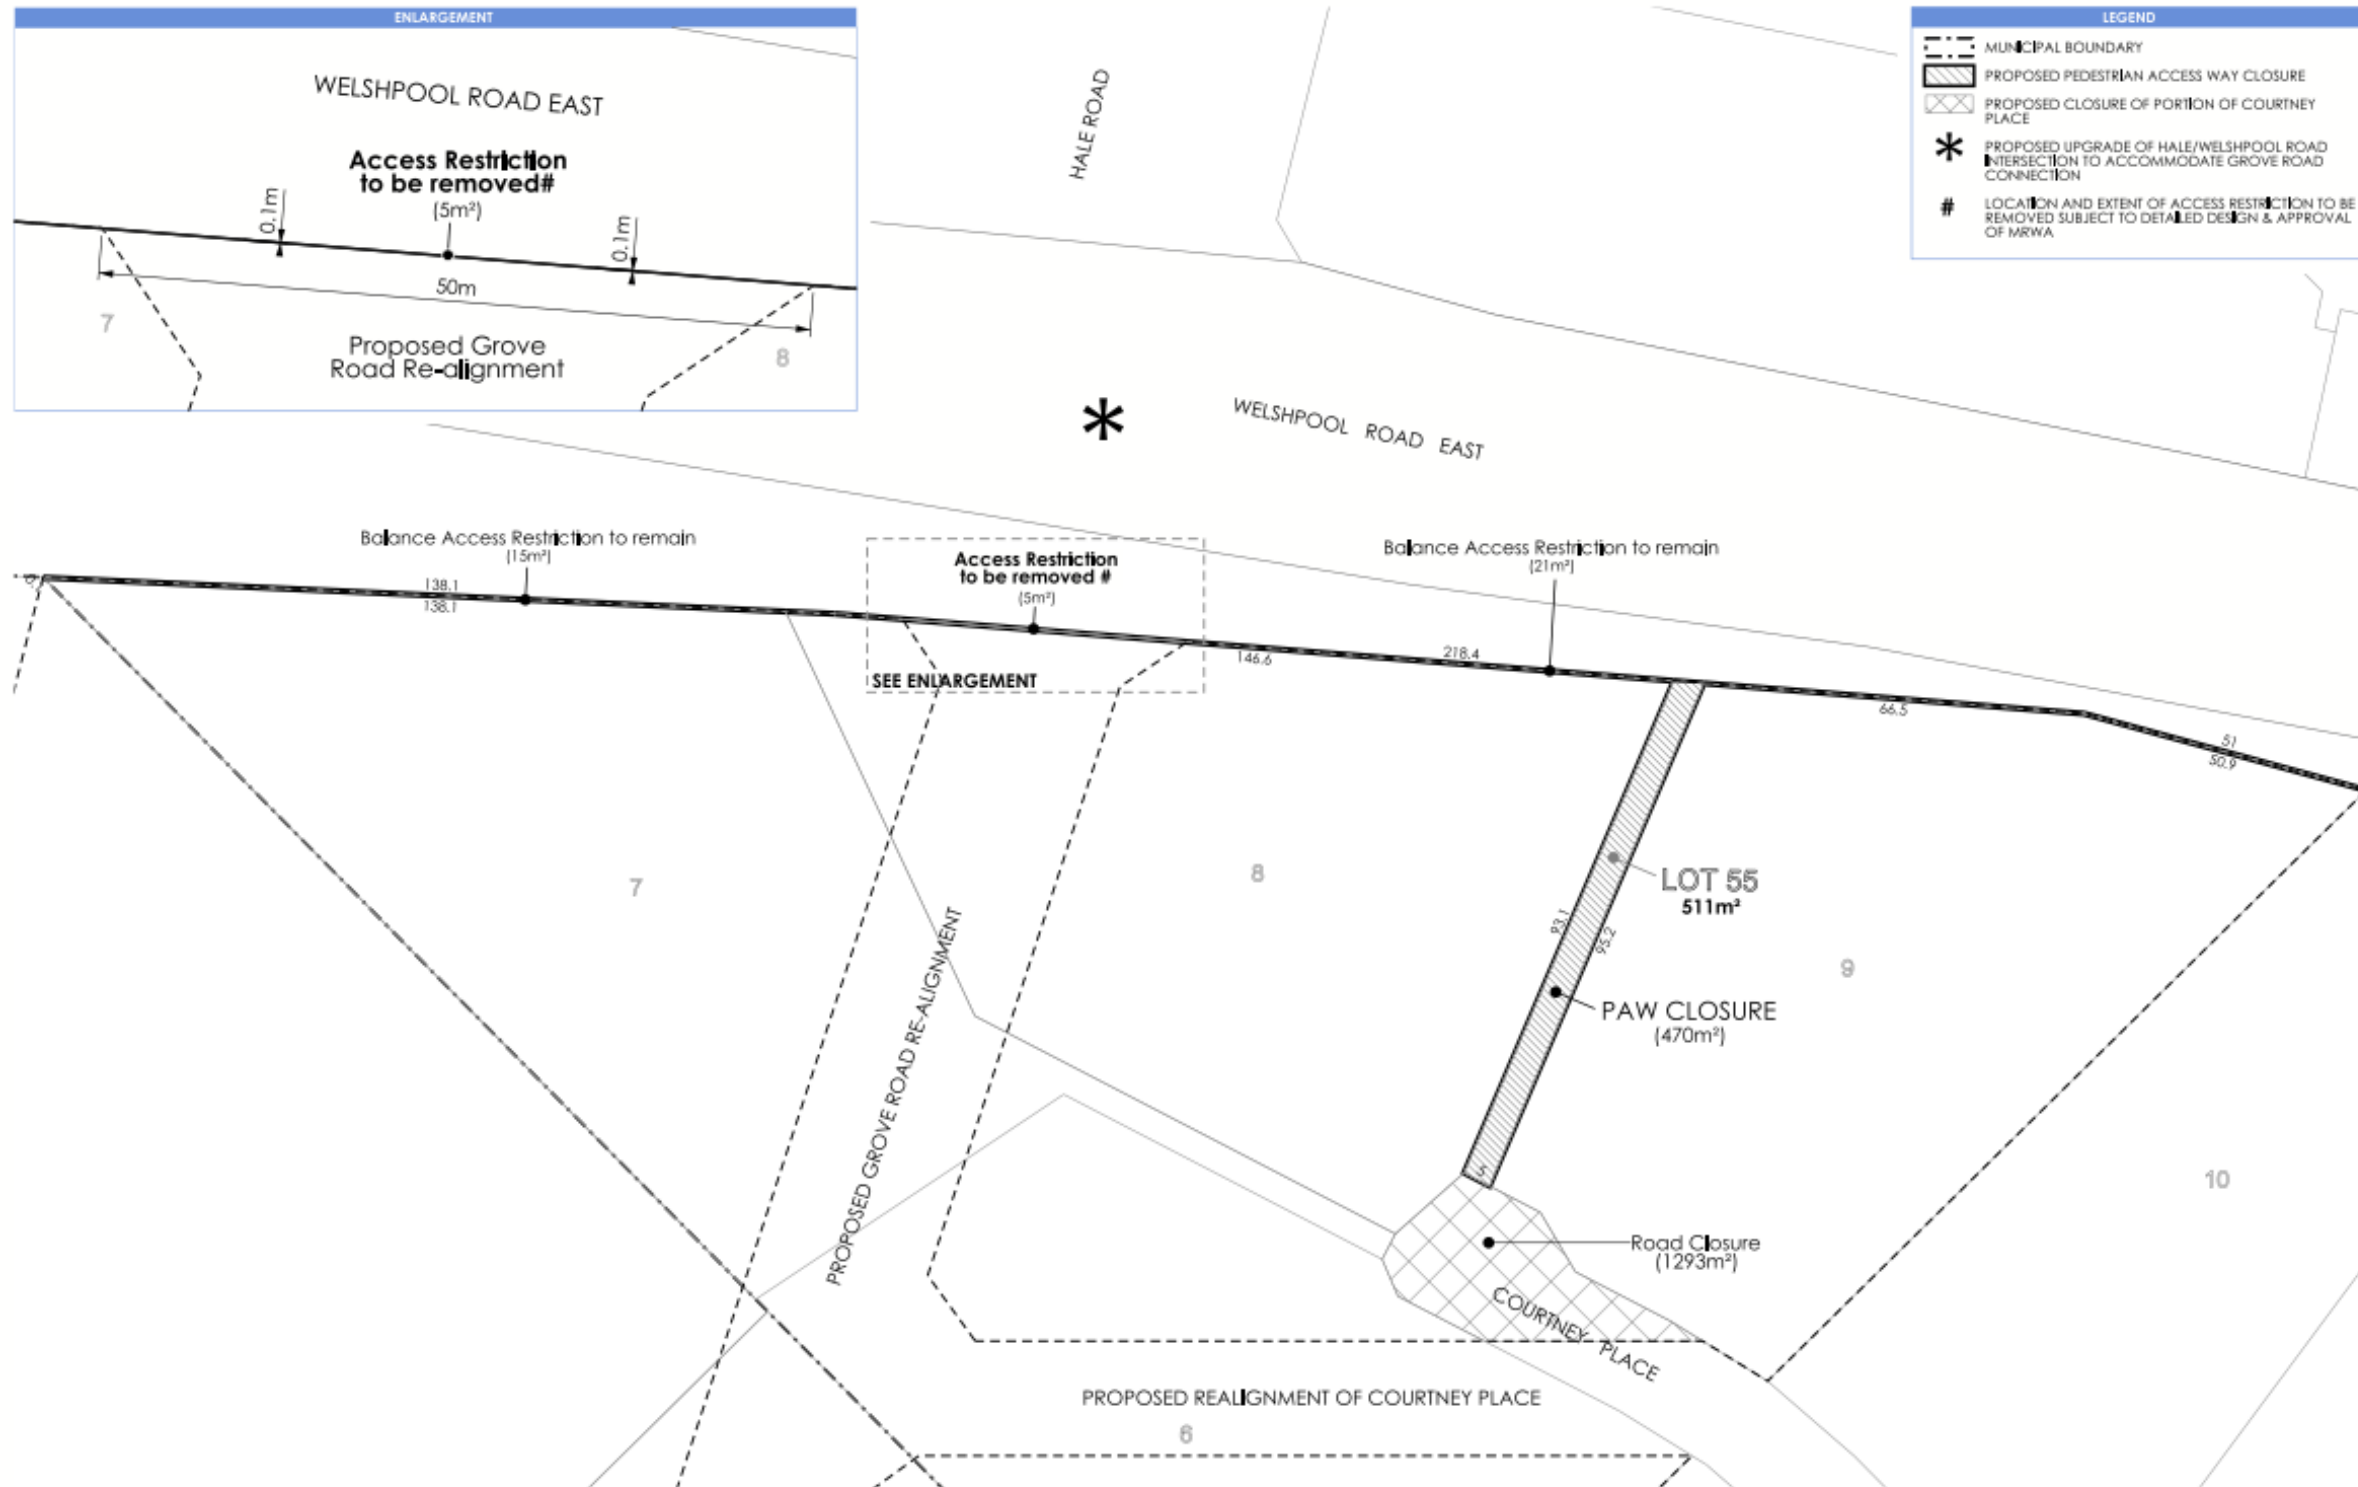 ENLARGEMENT
WELSHPOOL ROAD EAST
Access Restriction
to be removed#
(5m²)
0.1m
0.1m
50m
7
Proposed Grove
Road Re-alignment
8
HALE ROAD
LEGEND
MUNICIPAL BOUNDARY
PROPOSED PEDESTRIAN ACCESS WAY CLOSURE
PROPOSED CLOSURE OF PORTION OF COURTNEY
PLACE
*
PROPOSED UPGRADE OF HALE/WELSHPOOL ROAD
INTERSECTION TO ACCOMMODATE GROVE ROAD
CONNECTION
#
LOCATION AND EXTENT OF ACCESS RESTRICTION TO BE
REMOVED SUBJECT TO DETAILED DESIGN & APPROVAL
OF MRWA
*
WELSHPOOL ROAD EAST
Balance Access Restriction to remain
(15m²)
138.1
138.1
Access Restriction
to be removed #
(5m²)
SEE ENLARGEMENT
Balance Access Restriction to remain
(21m²)
146.6
218.4
66.5
51
50.9
7
8
LOT 55
511m²
93.1
95.2
9
PAW CLOSURE
(470m²)
5
10
PROPOSED GROVE ROAD RE-ALIGNMENT
Road Closure
(1293m²)
COURTNEY PLACE
PROPOSED REALIGNMENT OF COURTNEY PLACE
6